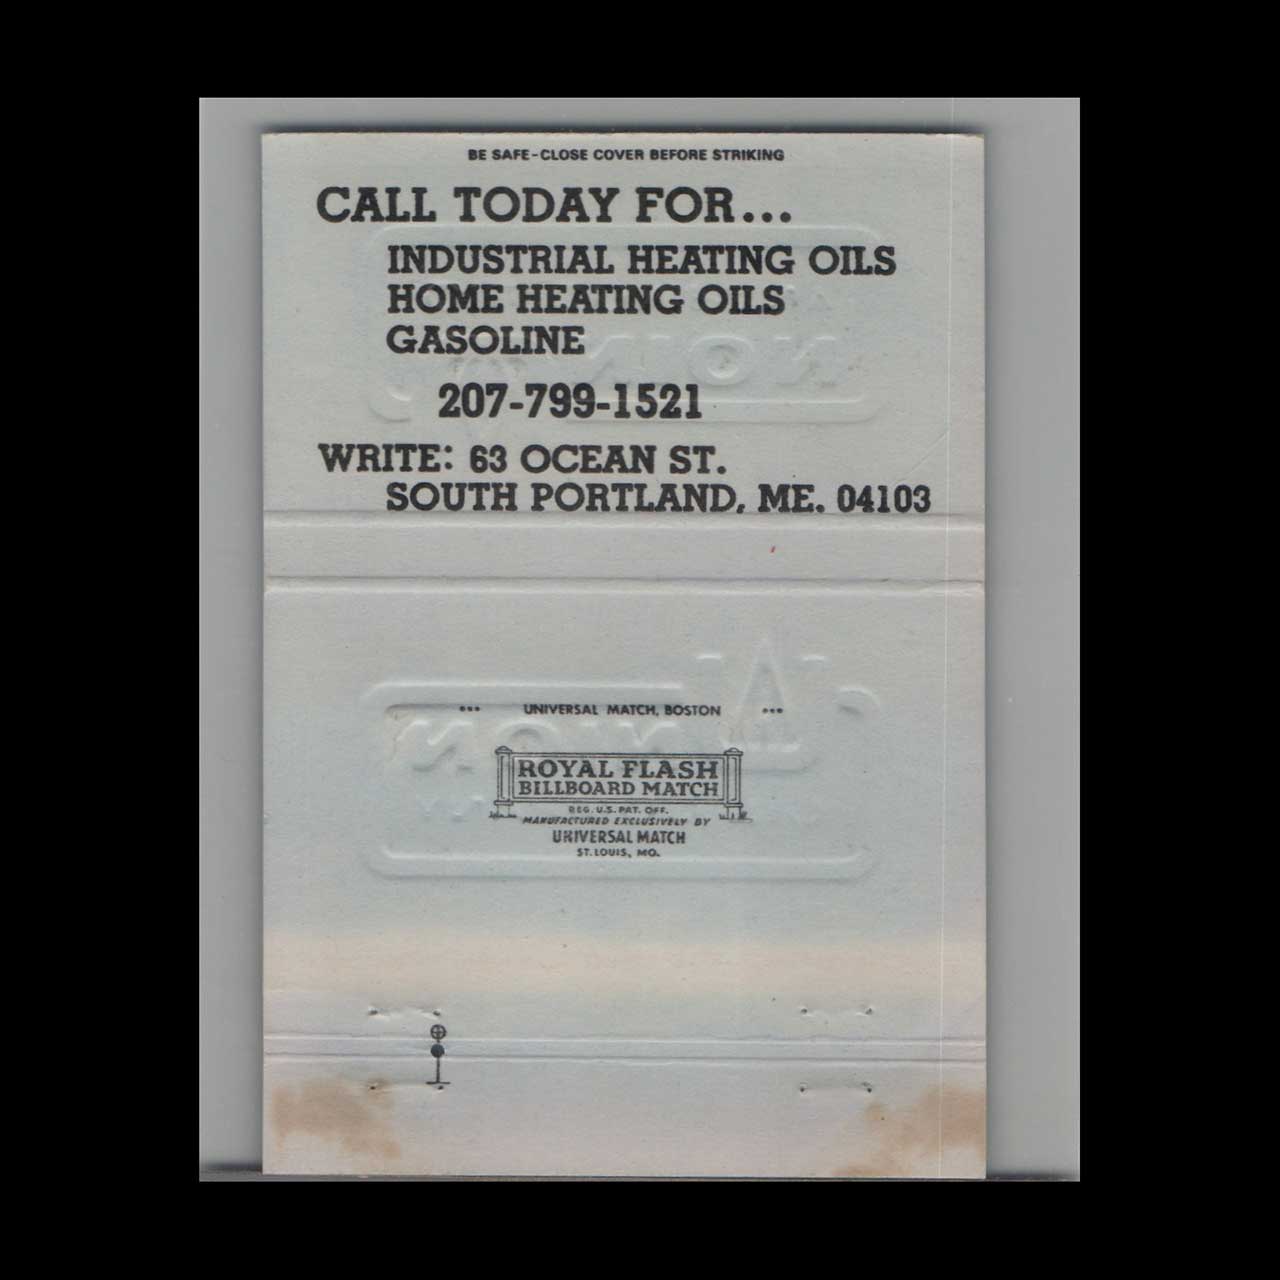 BE SAFE-CLOSE COVER BEFORE STRIKING
CALL TODAY FOR...
INDUSTRIAL HEATING OILS
HOME HEATING OILS
GASOLINE
207-799-1521
WRITE: 63 OCEAN ST.
SOUTH PORTLAND, ME. 04103
••• UNIVERSAL MATCH, BOSTON •••
ROYAL FLASH
BILLBOARD MATCH
REG. U.S. PAT. OFF.
MANUFACTURED EXCLUSIVELY BY
UNIVERSAL MATCH
ST. LOUIS, MO.